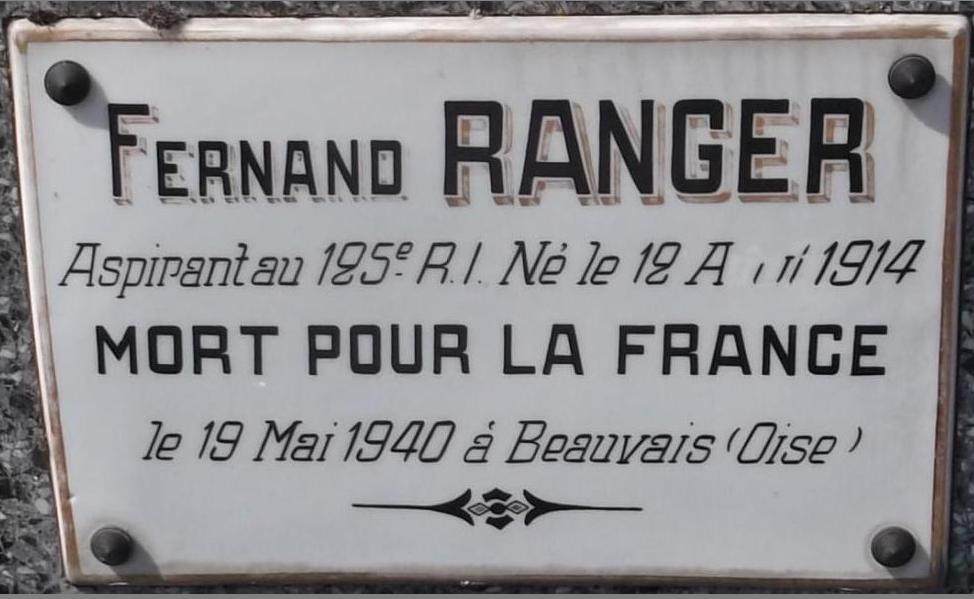 FERNAND RANGER
Aspirant au 125e R.I. Né le 12 1914
MORT POUR LA FRANCE
le 19 Mai 1940 á Beauvais (Oise)